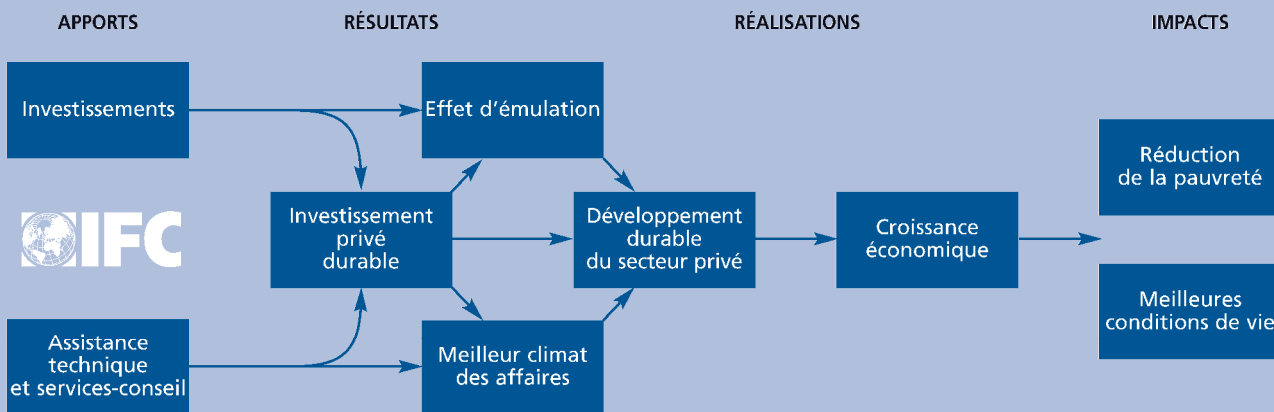 APPORTS
RÉSULTATS
RÉALISATIONS
IMPACTS
Investissements
Effet d'émulation
Réduction
de la pauvreté
IFC
Investissement
privé
durable
Développement
durable
du secteur privé
Croissance
économique
Meilleures
conditions de vie
Assistance
technique
et services-conseil
Meilleur climat
des affaires